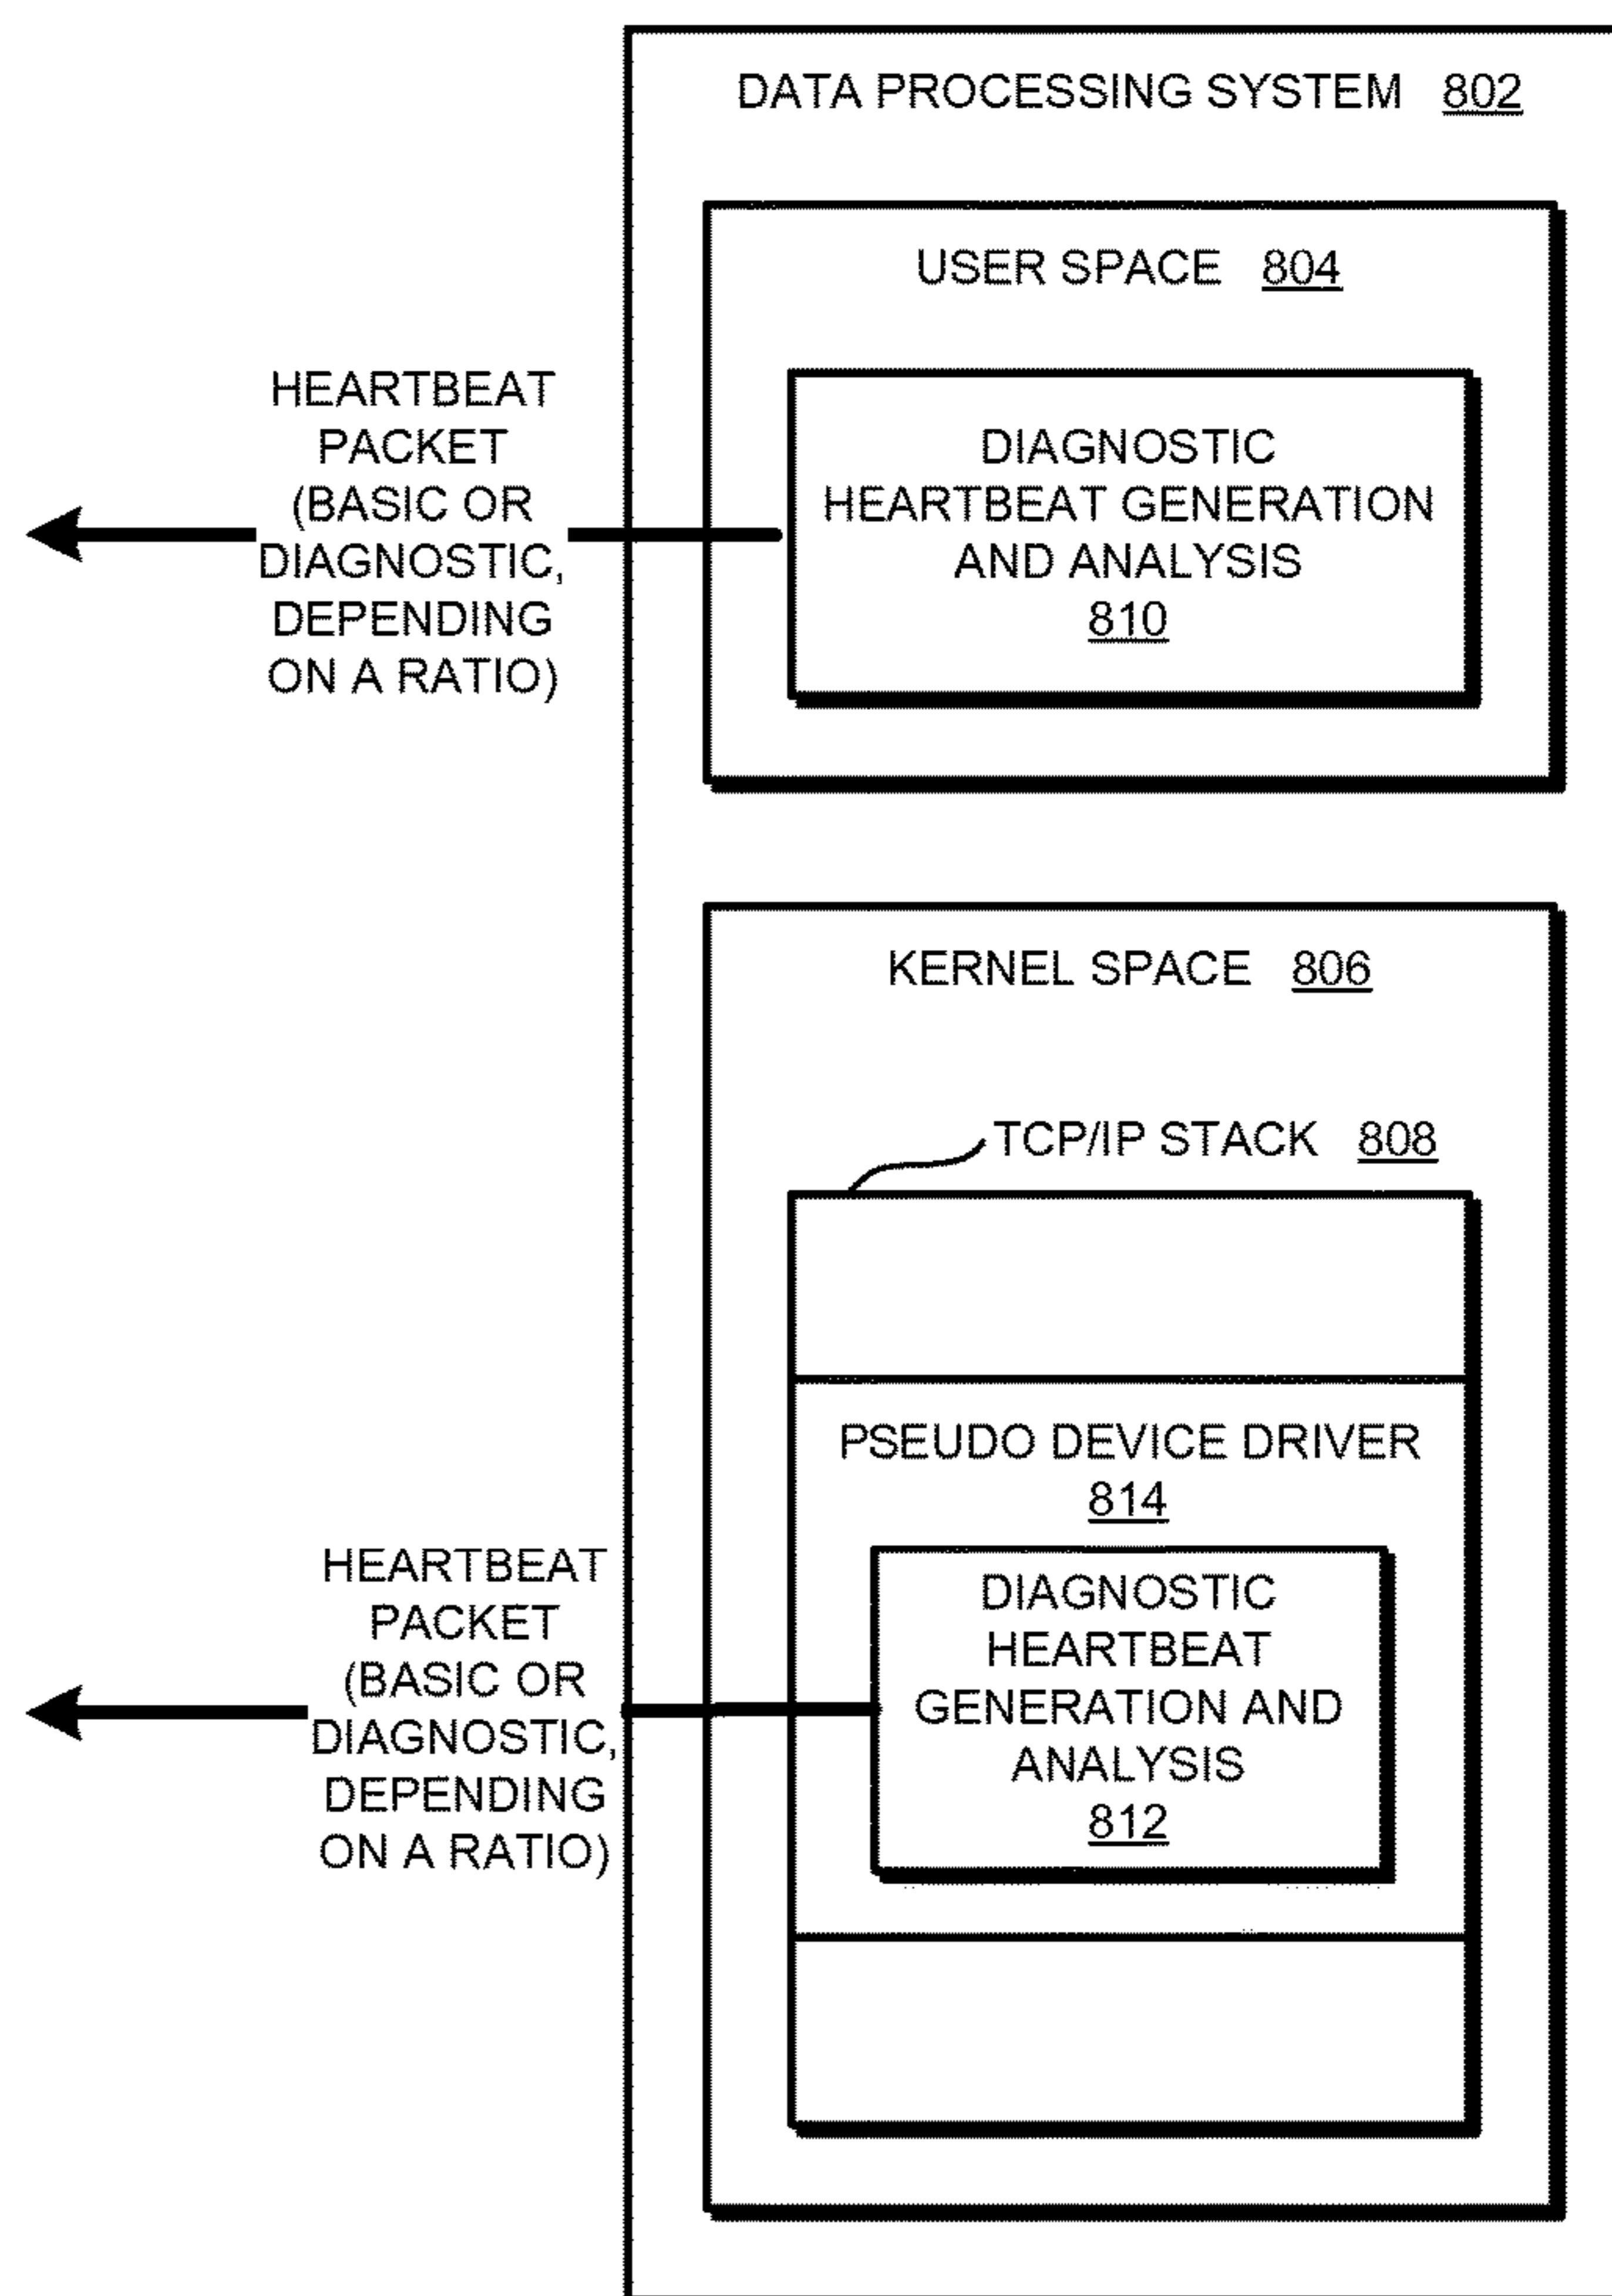 DATA PROCESSING SYSTEM 802
USER SPACE 804
HEARTBEAT
PACKET
(BASIC OR
DIAGNOSTIC,
DEPENDING
ON A RATIO)
DIAGNOSTIC
HEARTBEAT GENERATION
AND ANALYSIS
810
KERNEL SPACE 806
TCP/IP STACK 808
PSEUDO DEVICE DRIVER
814
HEARTBEAT
PACKET
(BASIC OR
DIAGNOSTIC,
DEPENDING
ON A RATIO)
DIAGNOSTIC
HEARTBEAT
GENERATION AND
ANALYSIS
812